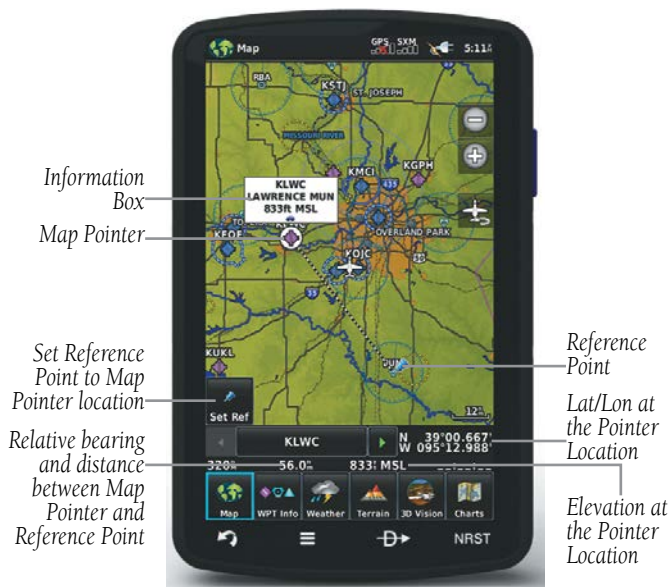 Map
GPS SXM
5:11
RBA
KSTJ
ST. JOSEPH
MISSOURI RIVER
KMCI
KGPH
435
KLWC
LAWRENCE MUN
833ft MSL
OVERLAND PARK
KOJC
50
35
KUKL
Set Ref
12
KLWC
N 39°00.667'
W 095°12.988'
320°
56.0
833 MSL
Map
WPT Info
Weather
Terrain
3D Vision
Charts
NRST
Information
Box
Map Pointer
Set Reference
Point to Map
Pointer location
Relative bearing
and distance
between Map
Pointer and
Reference Point
Reference
Point
Lat/Lon at
the Pointer
Location
Elevation at
the Pointer
Location